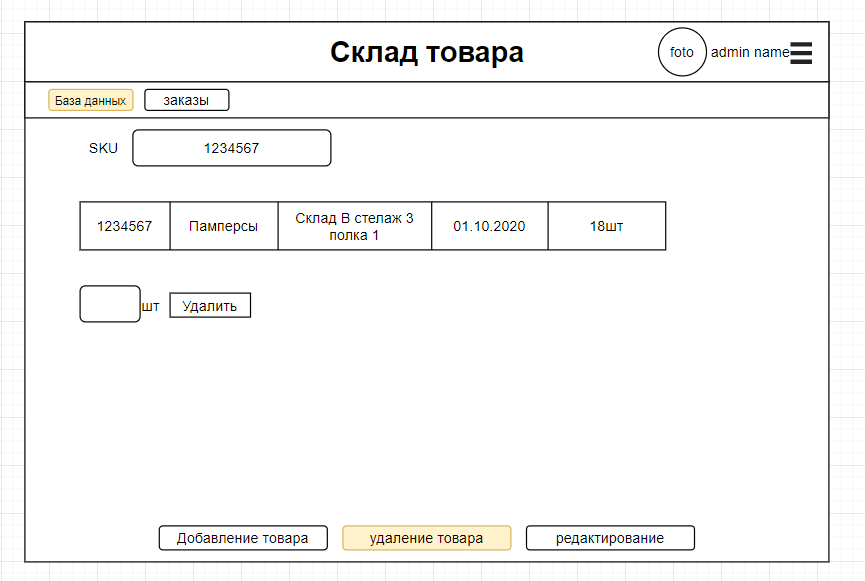 Склад товара
foto
admin name
База данных
заказы
SKU
1234567
1234567
Памперсы
Склад В стелаж 3
полка 1
01.10.2020
18шт
шт
Удалить
Добавление товара
удаление товара
редактирование